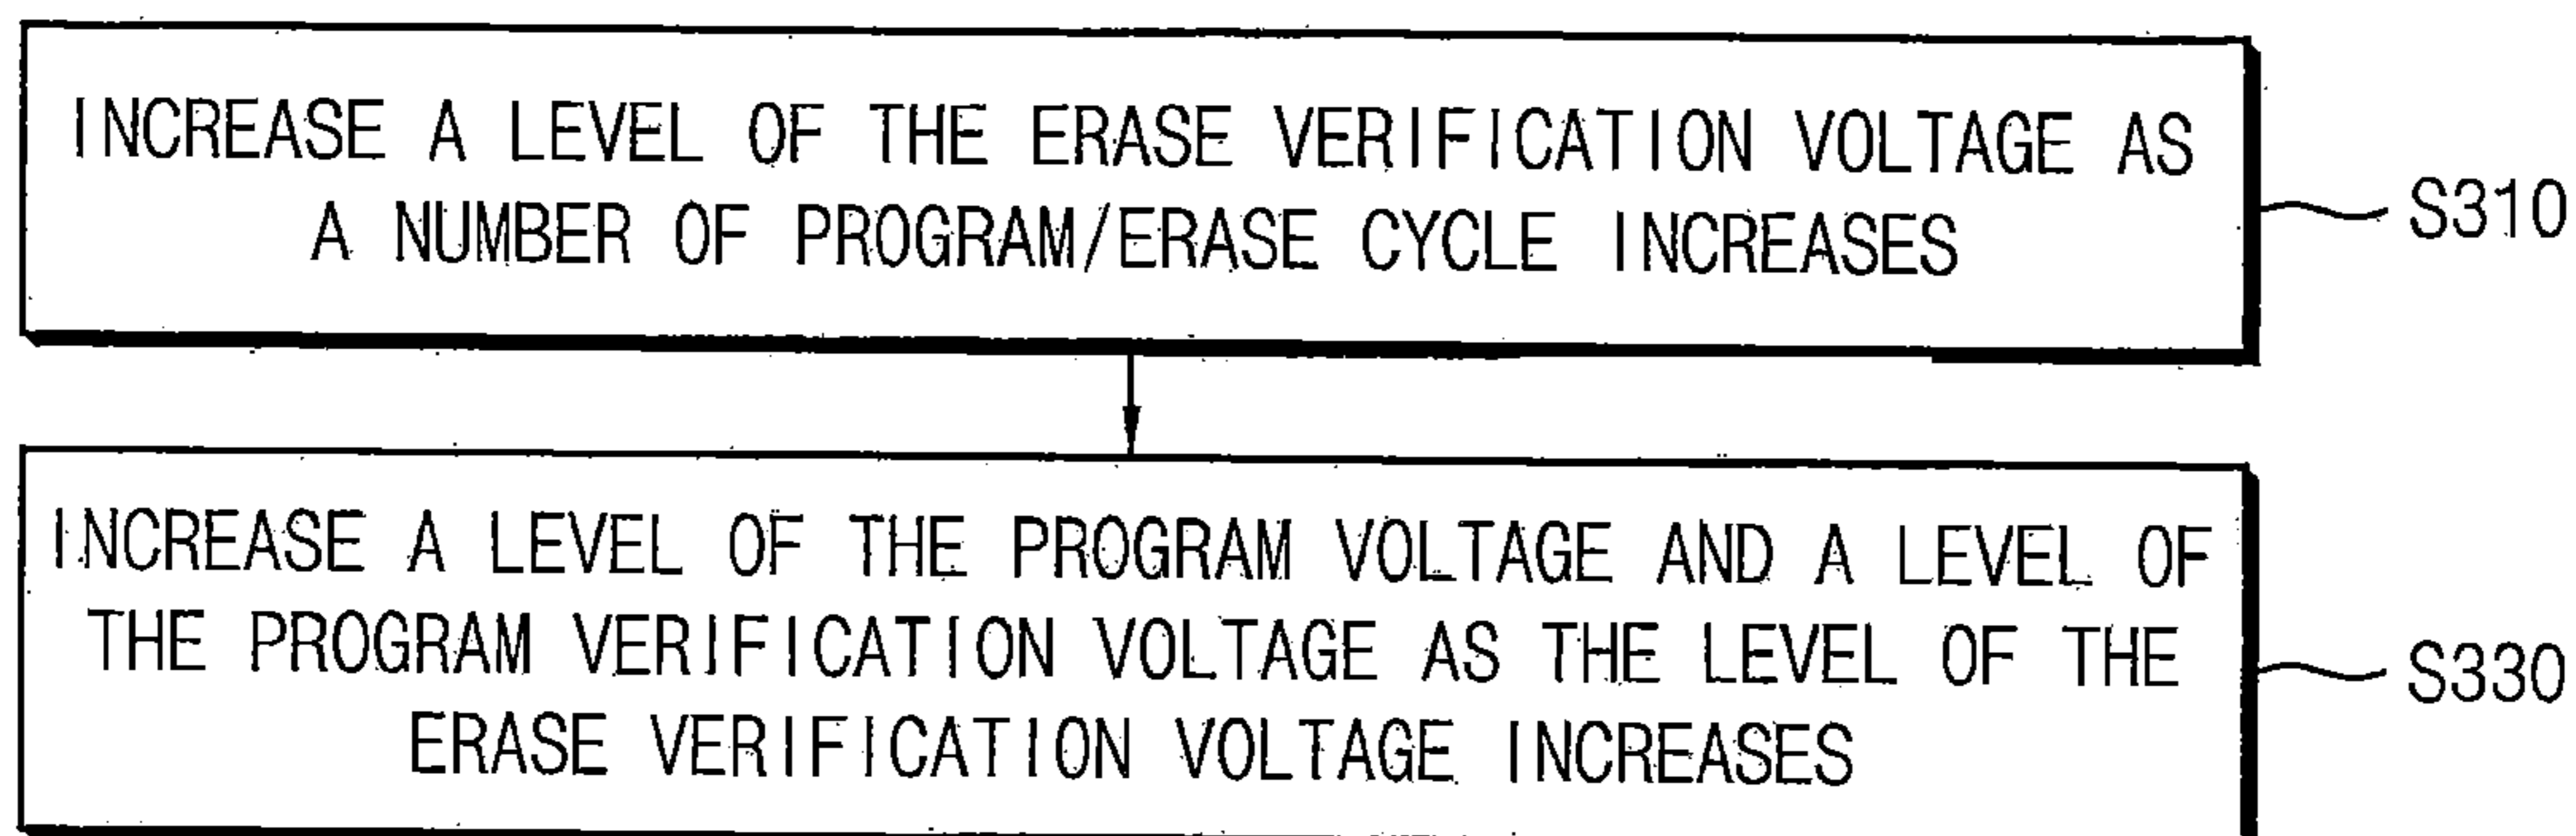 INCREASE A LEVEL OF THE ERASE VERIFICATION VOLTAGE AS
A NUMBER OF PROGRAM/ERASE CYCLE INCREASES
S310
INCREASE A LEVEL OF THE PROGRAM VOLTAGE AND A LEVEL OF
THE PROGRAM VERIFICATION VOLTAGE AS THE LEVEL OF THE
ERASE VERIFICATION VOLTAGE INCREASES
S330